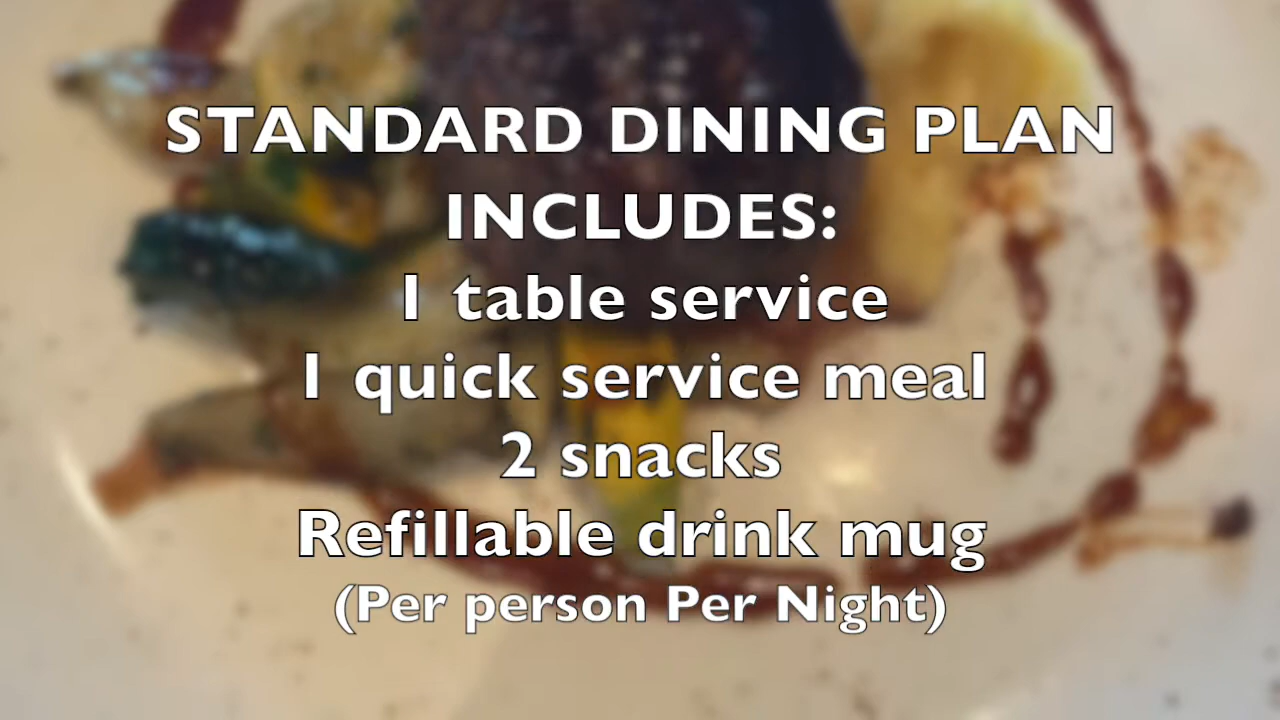 STANDARD DINING PLAN
INCLUDES:
1 table service
1 quick service meal
2 snacks
Refillable drink mug
(Per person Per Night)